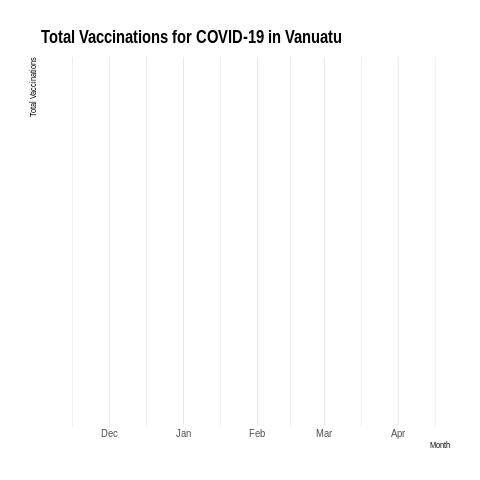 Total Vaccinations for COVID-19 in Vanuatu
Total Vaccinations
Dec Jan Feb Mar Apr
Month